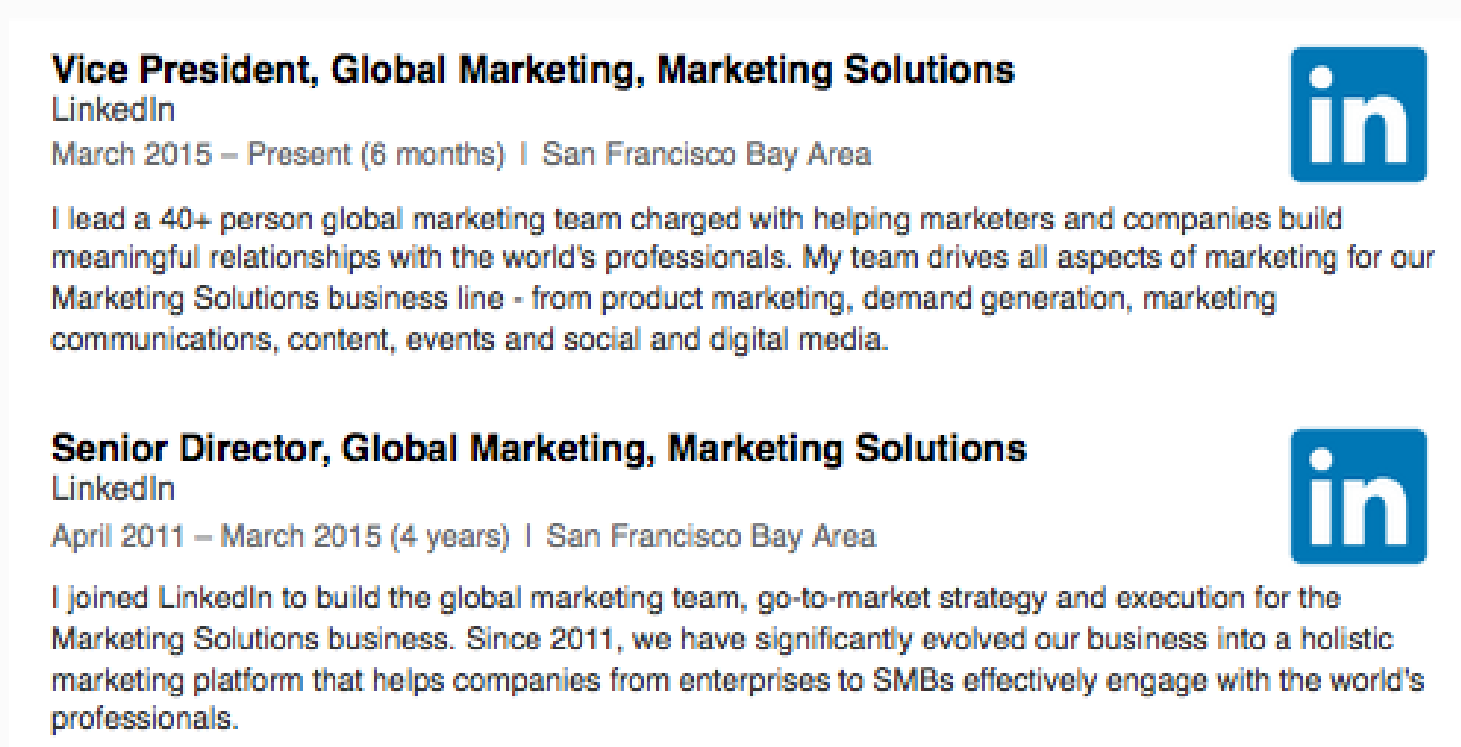 Vice President, Global Marketing, Marketing Solutions
LinkedIn
March 2015 – Present (6 months) | San Francisco Bay Area
in
I lead a 40+ person global marketing team charged with helping marketers and companies build
meaningful relationships with the world's professionals. My team drives all aspects of marketing for our
Marketing Solutions business line - from product marketing, demand generation, marketing
communications, content, events and social and digital media.
Senior Director, Global Marketing, Marketing Solutions
LinkedIn
April 2011 – March 2015 (4 years) | San Francisco Bay Area
in
I joined LinkedIn to build the global marketing team, go-to-market strategy and execution for the
Marketing Solutions business. Since 2011, we have significantly evolved our business into a holistic
marketing platform that helps companies from enterprises to SMBs effectively engage with the world's
professionals.